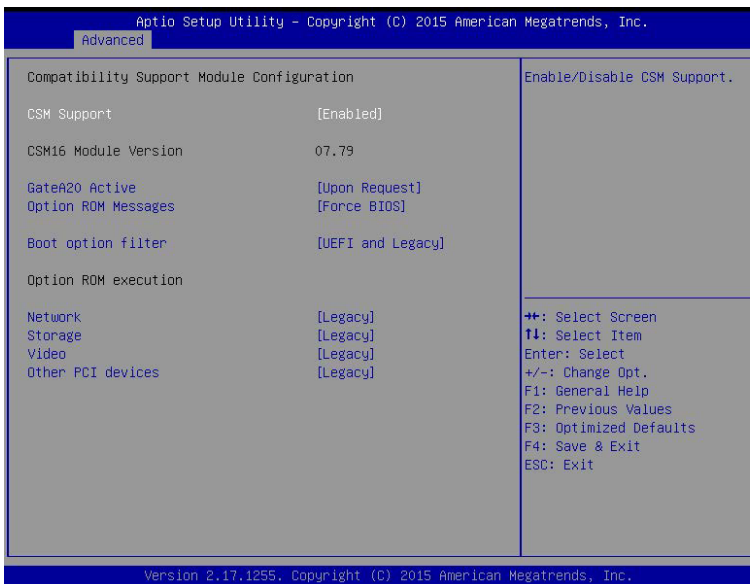 Aptio Setup Utility – Copyright (C) 2015 American Megatrends, Inc.
Advanced
Compatibility Support Module Configuration
CSM Support [Enabled]
CSM16 Module Version 07.79
GateA20 Active [Upon Request]
Option ROM Messages [Force BIOS]
Boot option filter [UEFI and Legacy]
Option ROM execution
Network [Legacy]
Storage [Legacy]
Video [Legacy]
Other PCI devices [Legacy]
Enable/Disable CSM Support.
→←: Select Screen
↑↓: Select Item
Enter: Select
+/-: Change Opt.
F1: General Help
F2: Previous Values
F3: Optimized Defaults
F4: Save & Exit
ESC: Exit
Version 2.17.1255. Copyright (C) 2015 American Megatrends, Inc.